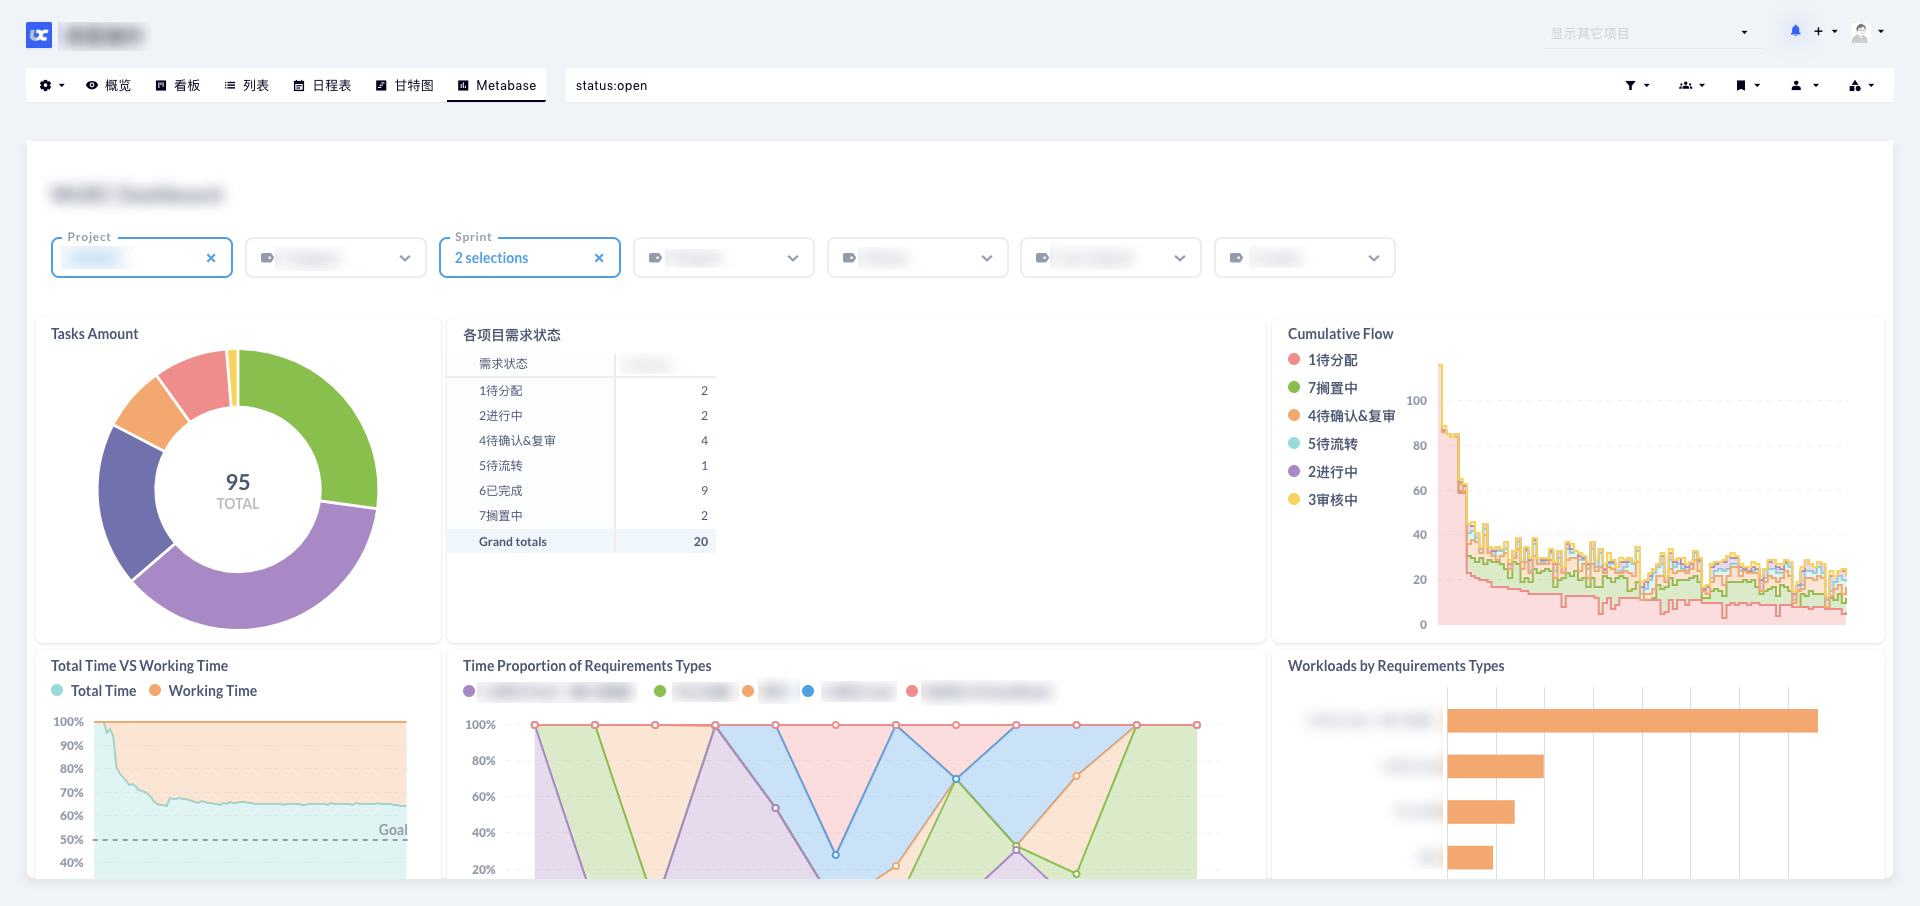 显示其它项目
概览 看板 列表 日程表 甘特图 Metabase status:open
Project
Sprint
2 selections
Tasks Amount
95
TOTAL
各项目需求状态
需求状态
1待分配 2
2进行中 2
4待确认&复审 4
5待流转 1
6已完成 9
7搁置中 2
Grand totals 20
Cumulative Flow
1待分配
7搁置中
4待确认&复审
5待流转
2进行中
3审核中
100
80
60
40
20
0
Total Time VS Working Time
Total Time Working Time
100%
90%
80%
70%
60%
50%
40%
Goal
Time Proportion of Requirements Types
100%
80%
60%
40%
20%
Workloads by Requirements Types